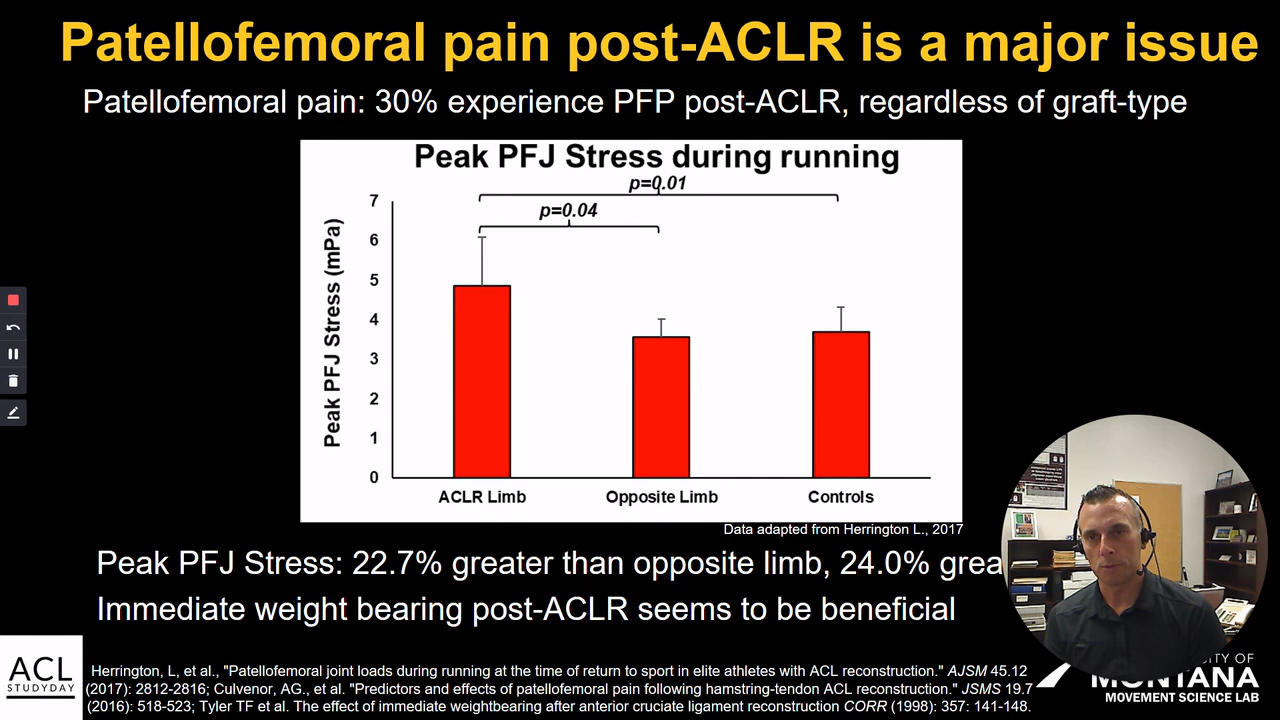 Patellofemoral pain post-ACLR is a major issue
Patellofemoral pain: 30% experience PFP post-ACLR, regardless of graft-type
Peak PFJ Stress during running
p=0.01
p=0.04
Peak PFJ Stress (mPa)
7
6
5
4
3
2
1
0
ACLR Limb
Opposite Limb
Controls
Data adapted from Herrington L., 2017
Peak PFJ Stress: 22.7% greater than opposite limb, 24.0% grea
Immediate weight bearing post-ACLR seems to be beneficial
ACL
STUDYDAY
Herrington, L, et al., "Patellofemoral joint loads during running at the time of return to sport in elite athletes with ACL reconstruction." AJSM 45.12
(2017): 2812-2816; Culvenor, AG., et al. "Predictors and effects of patellofemoral pain following hamstring-tendon ACL reconstruction." JSMS 19.7
(2016): 518-523; Tyler TF et al. The effect of immediate weightbearing after anterior cruciate ligament reconstruction CORR (1998): 357: 141-148.
OF
MONTANA
MOVEMENT SCIENCE LAB